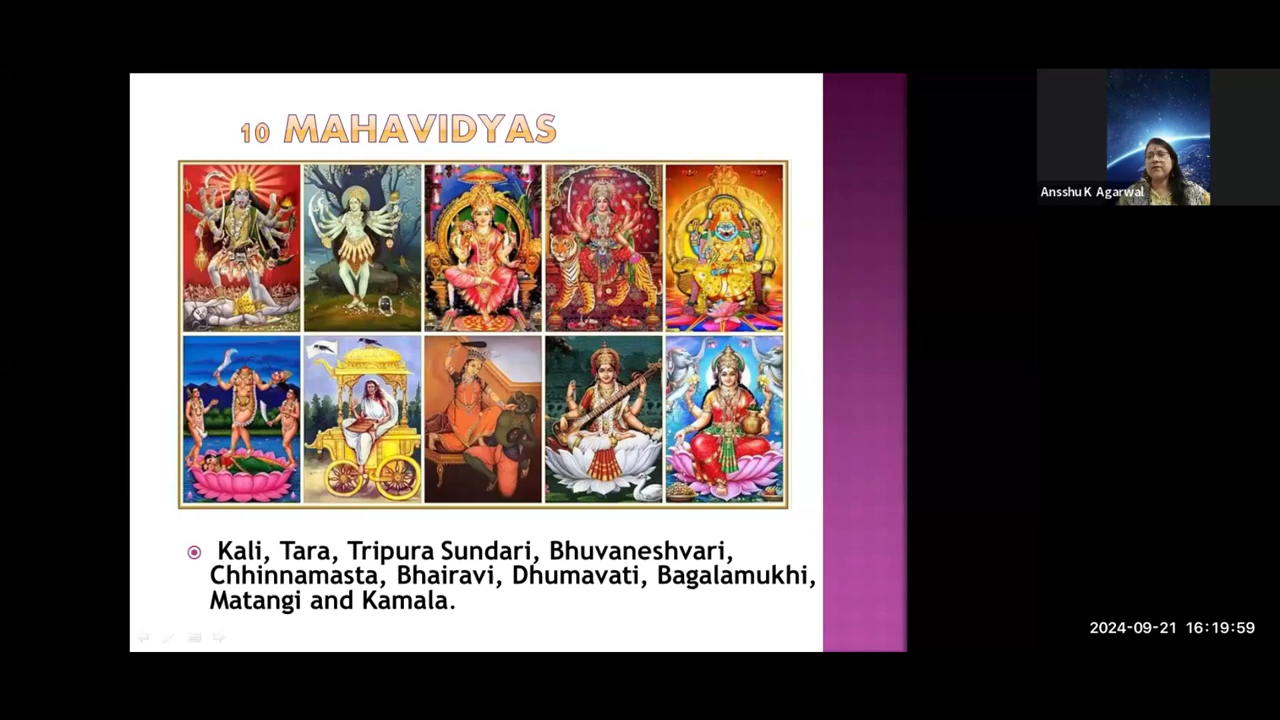 10 MAHAVIDYAS
Ansshu K Agarwal
Kali, Tara, Tripura Sundari, Bhuvaneshvari,
Chhinnamasta, Bhairavi, Dhumavati, Bagalamukhi,
Matangi and Kamala.
2024-09-21 16:19:59